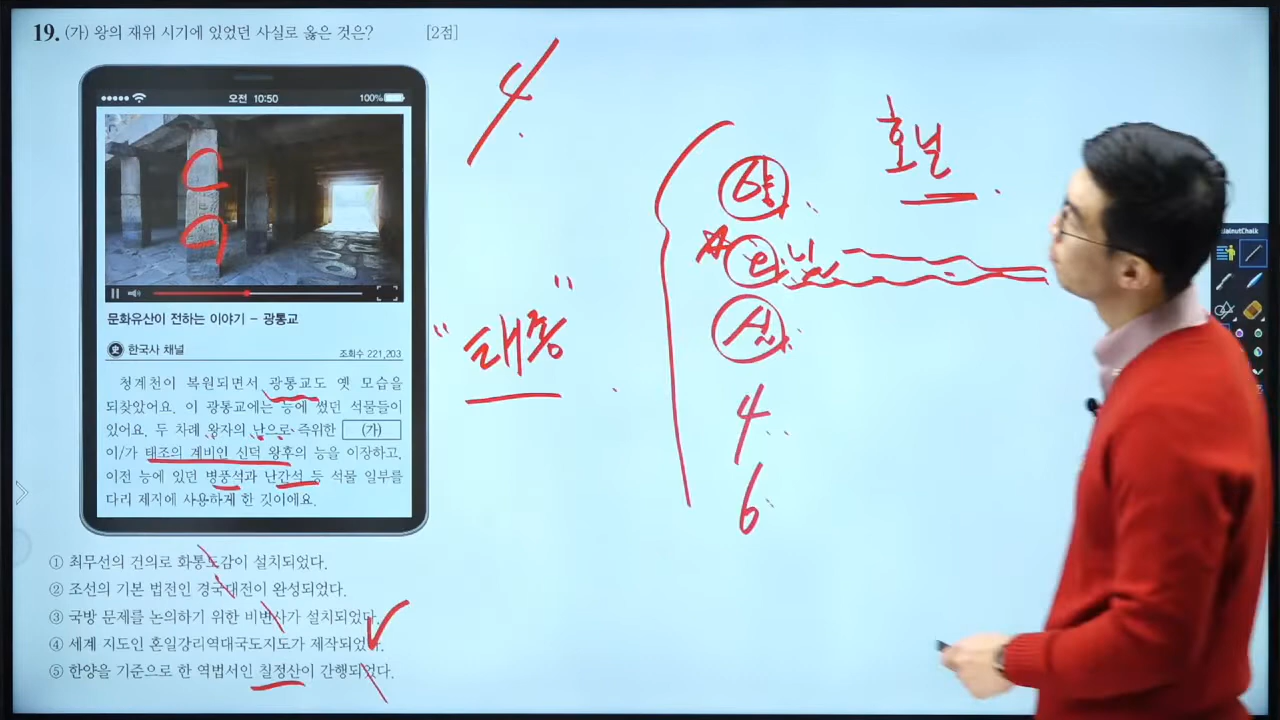 19. (가) 왕의 재위 시기에 있었던 사실로 옳은 것은? [2점]
오전 10:50
100%
문화유산이 전하는 이야기 – 광통교
史 한국사 채널
조회수 221,203
청계천이 복원되면서 광통교도 옛 모습을
되찾았어요. 이 광통교에는 능에 썼던 석물들이
있어요. 두 차례 왕자의 난으로 즉위한 (가)
이/가 태조의 계비인 신덕 왕후의 능을 이장하고,
이전 능에 있던 병풍석과 난간석 등 석물 일부를
다리 제작에 사용하게 한 것이에요.
① 최무선의 건의로 화통도감이 설치되었다.
② 조선의 기본 법전인 경국대전이 완성되었다.
③ 국방 문제를 논의하기 위한 비변사가 설치되었다.
④ 세계 지도인 혼일강리역대국도지도가 제작되었다.
⑤ 한양을 기준으로 한 역법서인 칠정산이 간행되었다.
4
"태종"
호닐
양
신
4
6